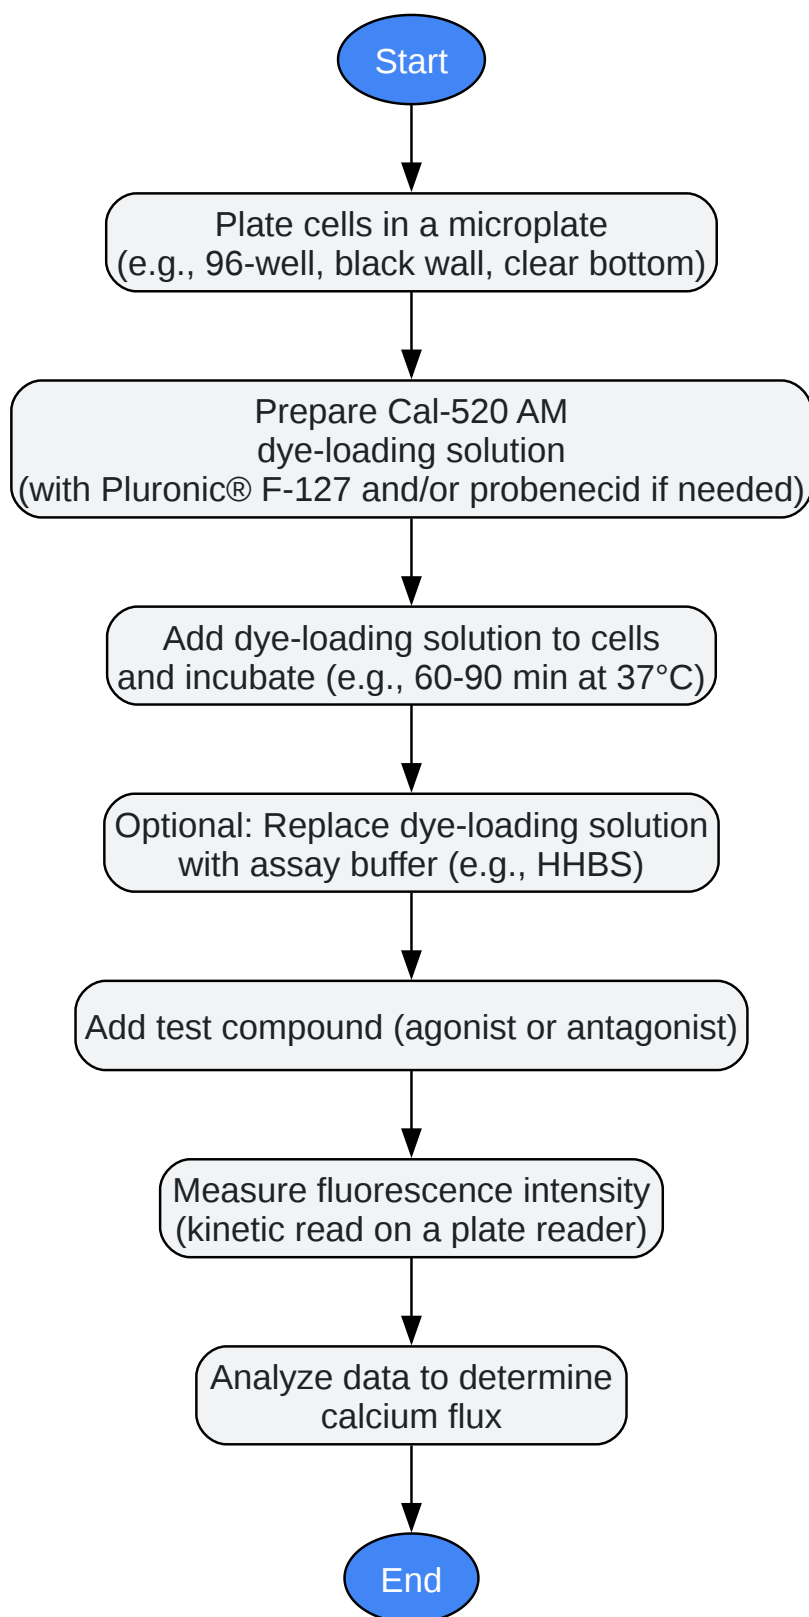 Start
Plate cells in a microplate
(e.g., 96-well, black wall, clear bottom)
Prepare Cal-520 AM
dye-loading solution
(with Pluronic® F-127 and/or probenecid if needed)
Add dye-loading solution to cells
and incubate (e.g., 60-90 min at 37°C)
Optional: Replace dye-loading solution
with assay buffer (e.g., HHBS)
Add test compound (agonist or antagonist)
Measure fluorescence intensity
(kinetic read on a plate reader)
Analyze data to determine
calcium flux
End